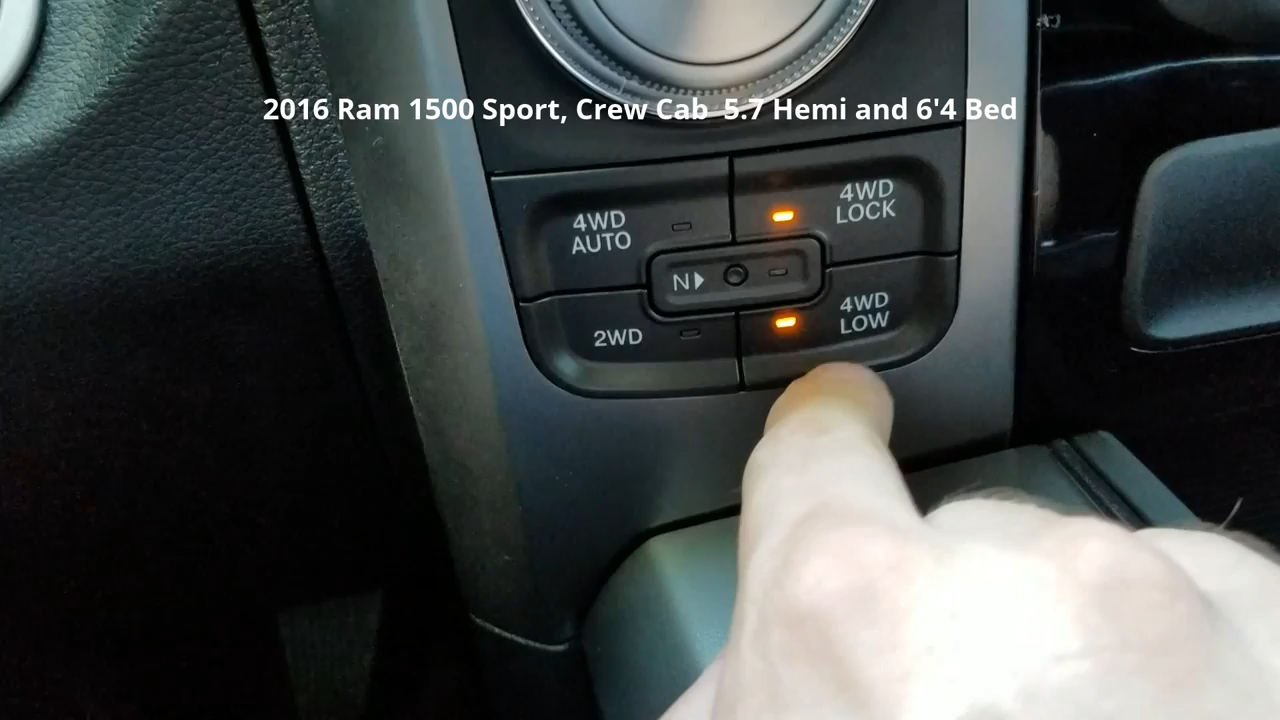 2016 Ram 1500 Sport, Crew Cab  5.7 Hemi and 6'4 Bed
4WD
AUTO
4WD
LOCK
N
2WD
4WD
LOW